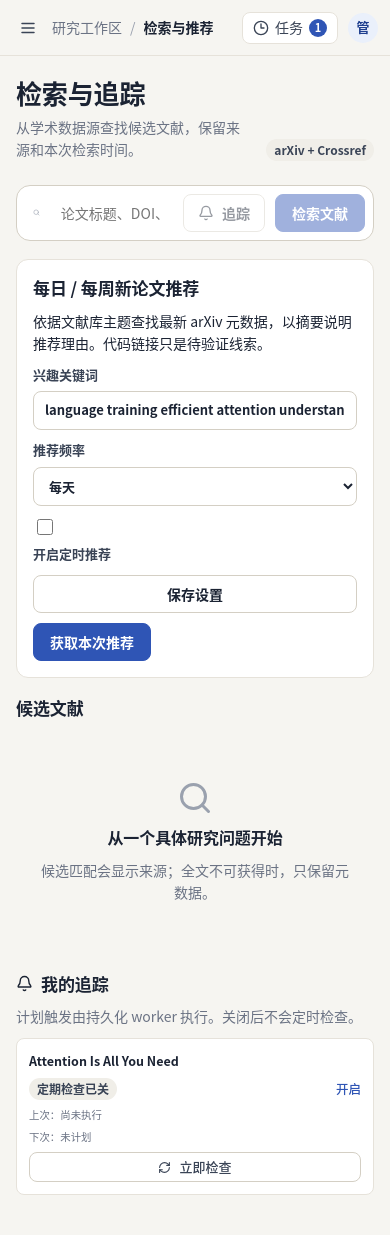 研究工作区 / 检索与推荐
任务 1
管
检索与追踪
从学术数据源查找候选文献，保留来
源和本次检索时间。
arXiv + Crossref
论文标题、DOI、
追踪
检索文献
每日 / 每周新论文推荐
依据文献库主题查找最新 arXiv 元数据，以摘要说明
推荐理由。代码链接只是待验证线索。
兴趣关键词
language training efficient attention understan
推荐频率
每天
开启定时推荐
保存设置
获取本次推荐
候选文献
从一个具体研究问题开始
候选匹配会显示来源；全文不可获得时，只保留元
数据。
我的追踪
计划触发由持久化 worker 执行。关闭后不会定时检查。
Attention Is All You Need
定期检查已关
开启
上次：尚未执行
下次：未计划
立即检查